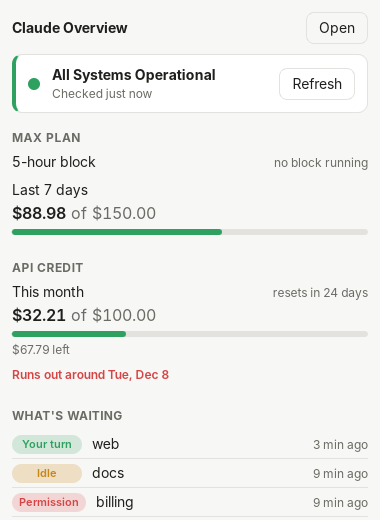 Claude Overview
Open
All Systems Operational
Checked just now
Refresh
MAX PLAN
5-hour block
no block running
Last 7 days
$88.98 of $150.00
API CREDIT
This month
resets in 24 days
$32.21 of $100.00
$67.79 left
Runs out around Tue, Dec 8
WHAT'S WAITING
Your turn
web
3 min ago
Idle
docs
9 min ago
Permission
billing
9 min ago